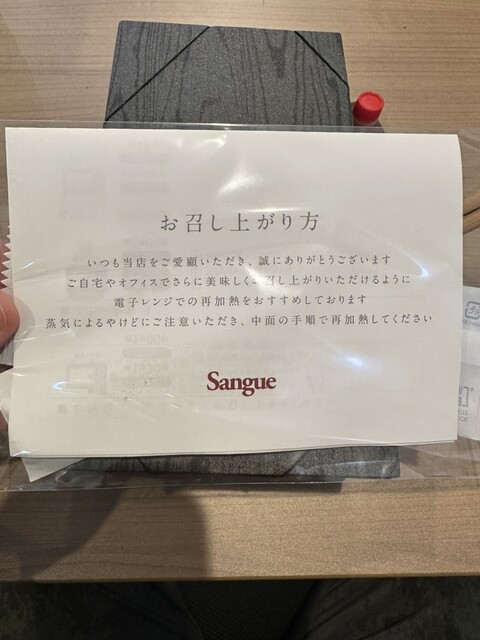 お召し上がり方
いつも当店をご愛顧いただき、誠にありがとうございます
ご自宅やオフィスでさらに美味しくお召し上がりいただけるように
電子レンジでの再加熱をおすすめしております
蒸気によるやけどにご注意いただき、中面の手順で再加熱してください
Sangue